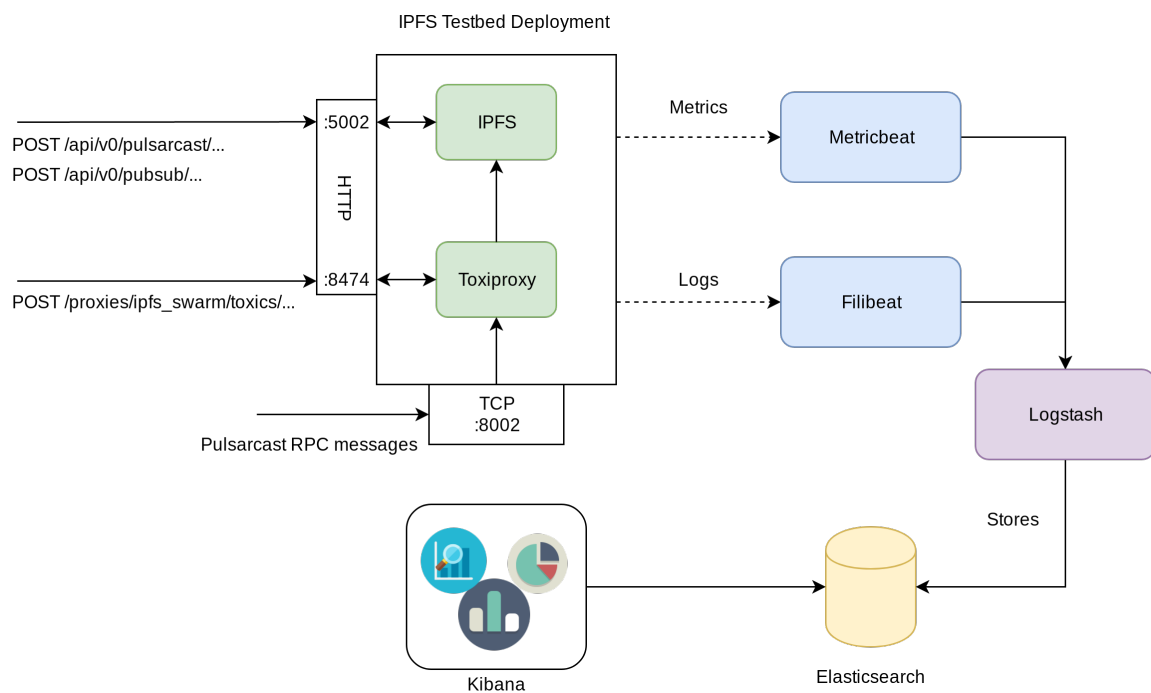 IPFS Testbed Deployment
:5002
IPFS
Metrics
Metricbeat
POST /api/v0/pulsarcast/...
POST /api/v0/pubsub/...
HTTP
:8474
Toxiproxy
Logs
Filibeat
POST /proxies/ipfs_swarm/toxics/...
TCP
:8002
Pulsarcast RPC messages
Logstash
Stores
Elasticsearch
Kibana